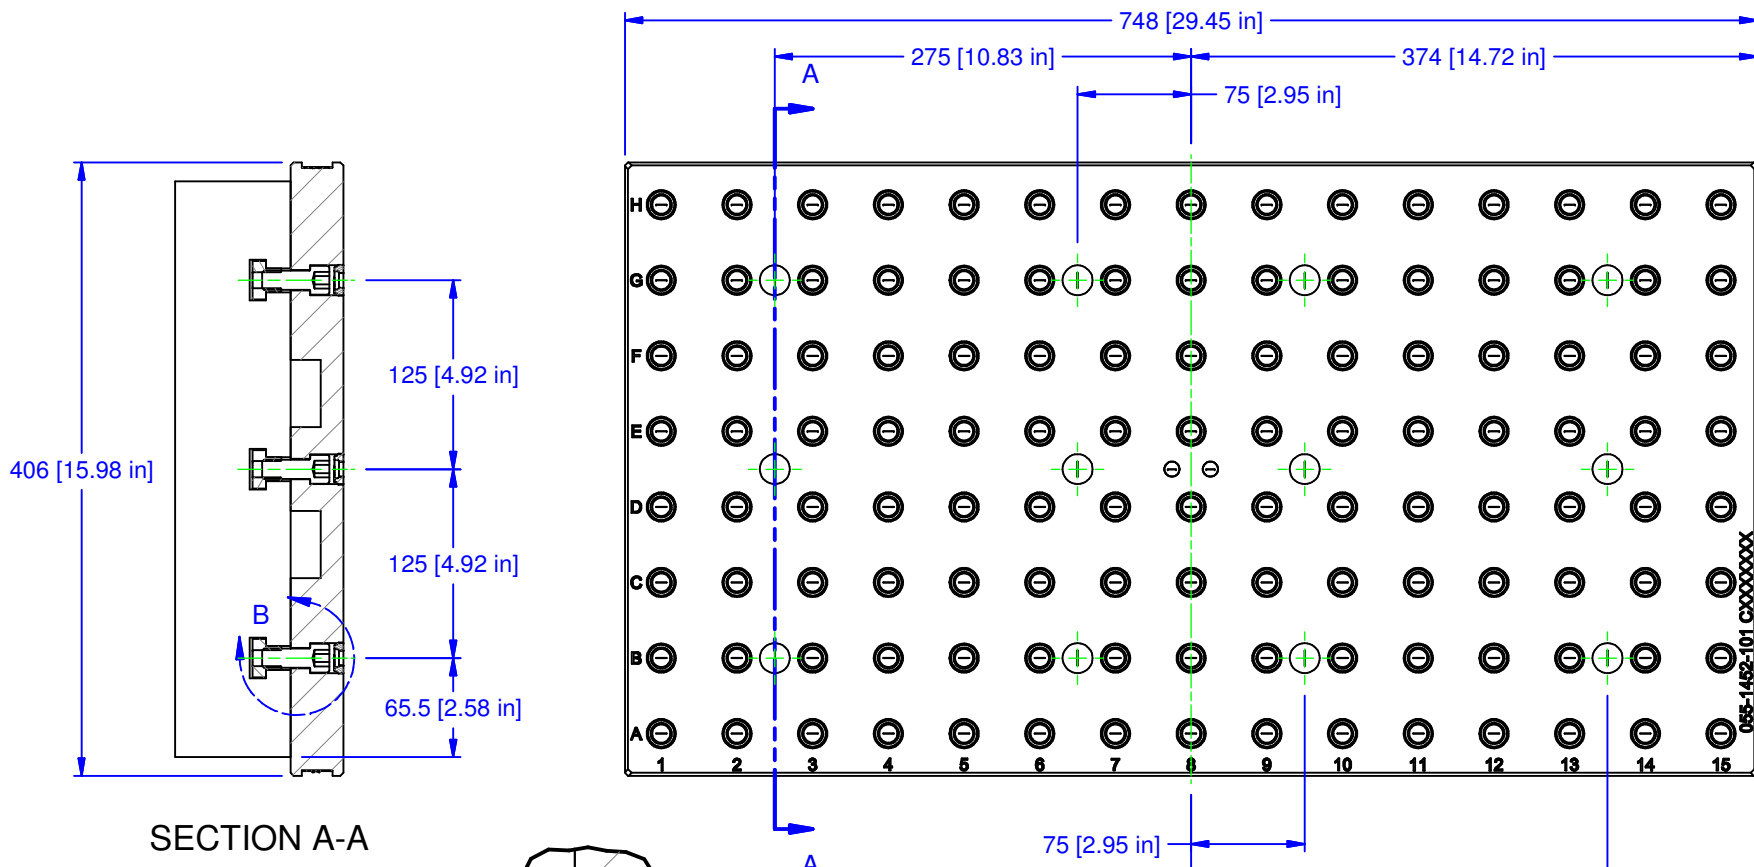 748 [29.45 in]
275 [10.83 in]
374 [14.72 in]
A
75 [2.95 in]
H
G
F
E
D
C
B
A
1 2 3 4 5 6 7 8 9 10 11 12 13 14 15
055-1452-101 CXXXXXXX
406 [15.98 in]
125 [4.92 in]
125 [4.92 in]
B
65.5 [2.58 in]
SECTION A-A
75 [2.95 in]
A